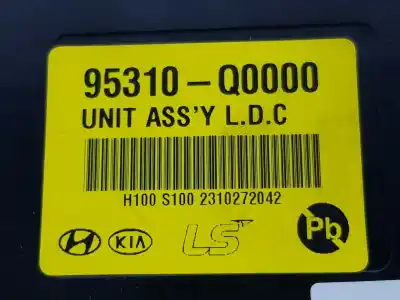 95310-Q0000
UNIT ASS'Y L.D.C
H100 S100 2310272042
KIA LS Pb